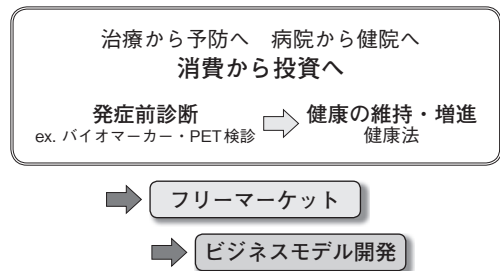 治療から予防へ　病院から健院へ
消費から投資へ
発症前診断　健康の維持・増進
ex. バイオマーカー・PET検診　健康法
フリーマーケット
ビジネスモデル開発